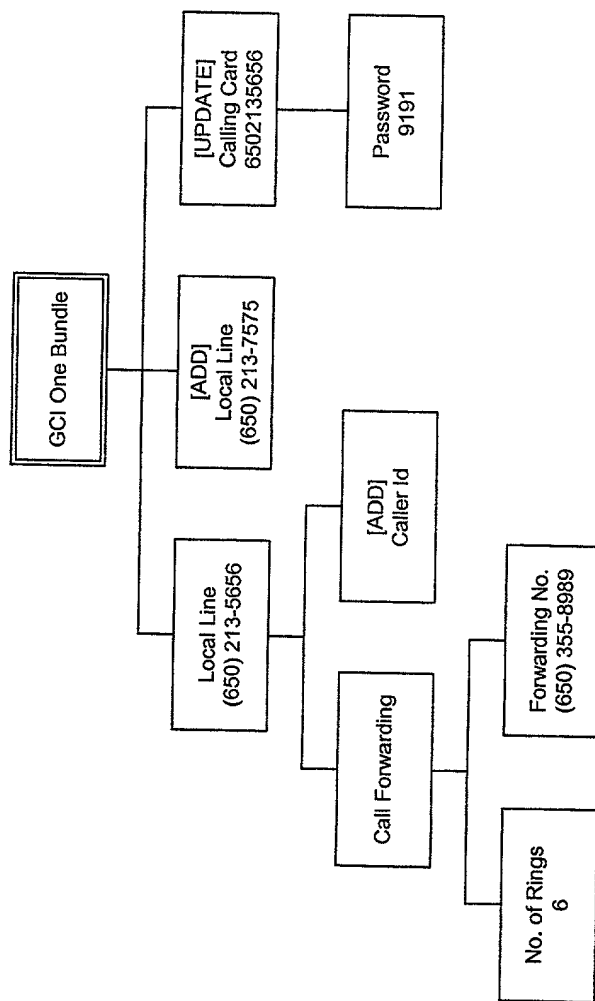 GCI One Bundle
Local Line
(650) 213-5656
[ADD]
Local Line
(650) 213-7575
[UPDATE]
Calling Card
6502135656
Call Forwarding
[ADD]
Caller Id
Password
9191
No. of Rings
6
Forwarding No.
(650) 355-8989